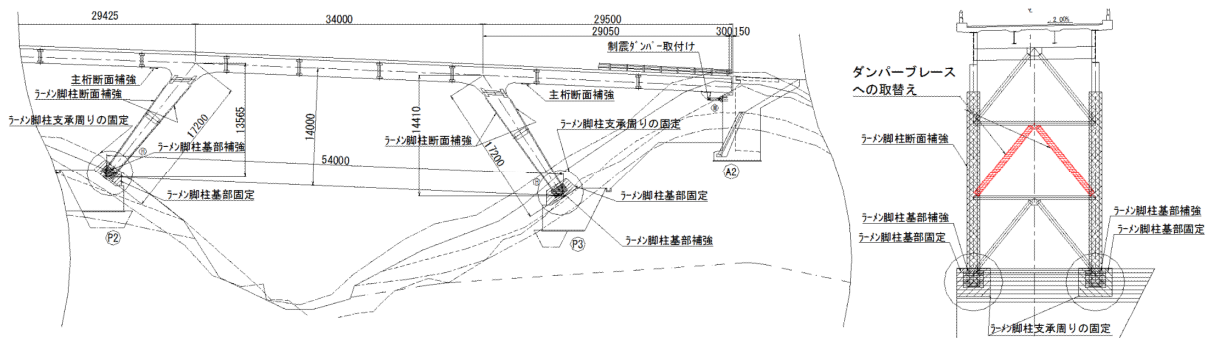 29425
34000
29500
29050
300
150
制震ダンパー取付け
主桁断面補強
ラーメン脚柱断面補強
ラーメン脚柱支承周りの固定
17200
13565
14000
14410
主桁断面補強
ラーメン脚柱支承周りの固定
ラーメン脚柱断面補強
17200
ラーメン脚柱基部補強
54000
ラーメン脚柱基部固定
ラーメン脚柱基部固定
ラーメン脚柱基部補強
P2
P3
A2
2.00%
ダンパーブレース
への取替え
ラーメン脚柱断面補強
ラーメン脚柱基部補強
ラーメン脚柱基部固定
ラーメン脚柱基部補強
ラーメン脚柱基部固定
ラーメン脚柱支承周りの固定